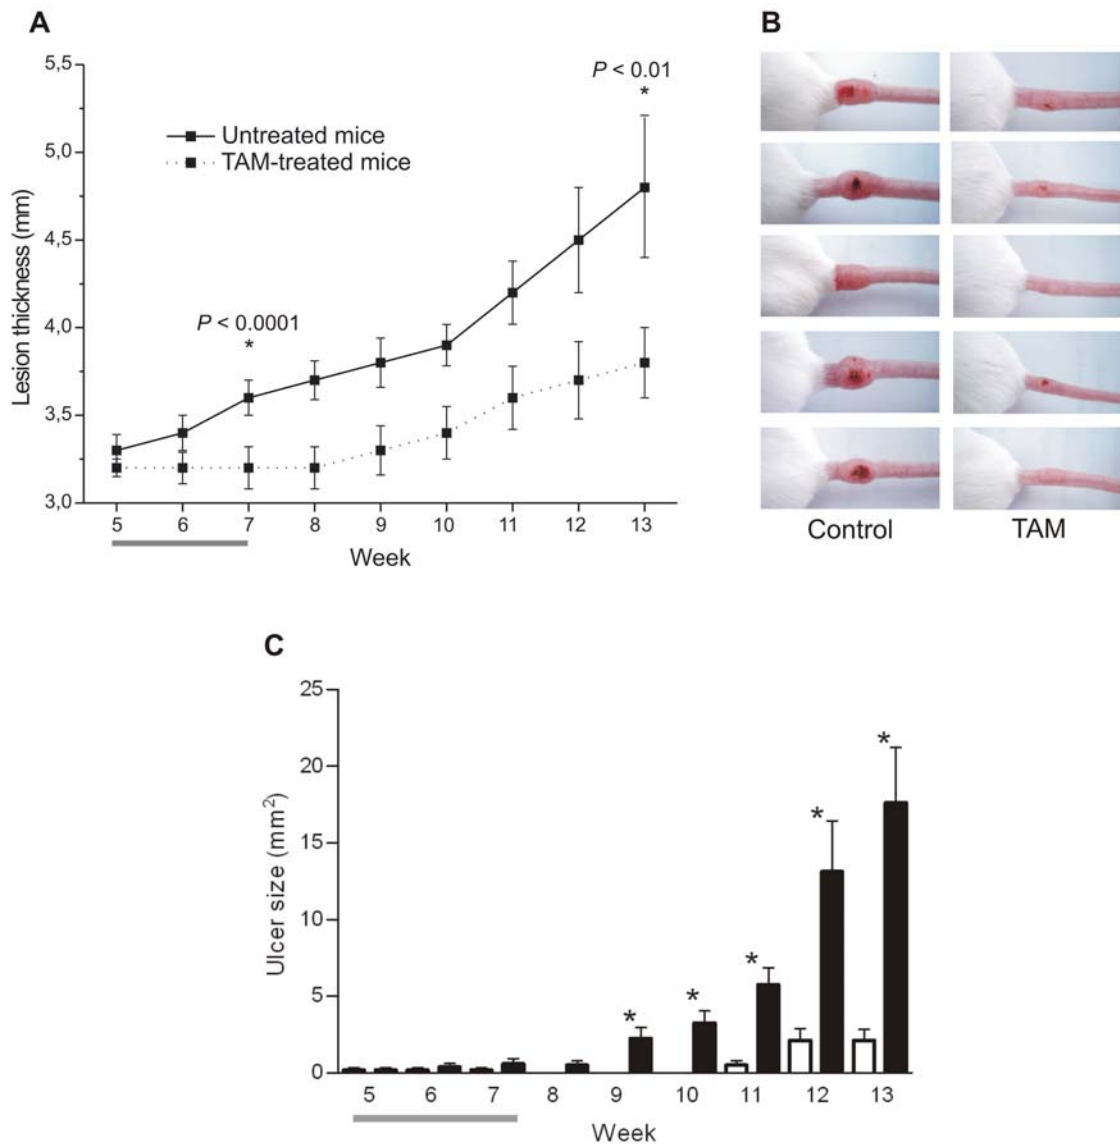 A
Lesion thickness (mm)
5,5
5,0
4,5
4,0
3,5
3,0
Untreated mice
TAM-treated mice
P < 0.0001
*
P < 0.01
*
5 6 7 8 9 10 11 12 13
Week
B
Control TAM
C
Ulcer size (mm²)
25
20
15
10
5
0
* * * * *
5 6 7 8 9 10 11 12 13
Week